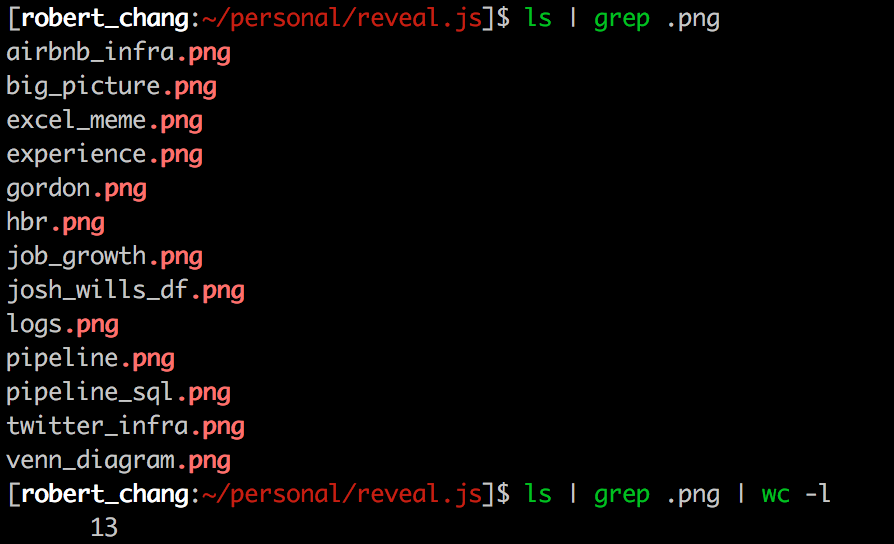 [robert_chang:~/personal/reveal.js]$ ls | grep .png
airbnb_infra.png
big_picture.png
excel_meme.png
experience.png
gordon.png
hbr.png
job_growth.png
josh_wills_df.png
logs.png
pipeline.png
pipeline_sql.png
twitter_infra.png
venn_diagram.png
[robert_chang:~/personal/reveal.js]$ ls | grep .png | wc -l
13